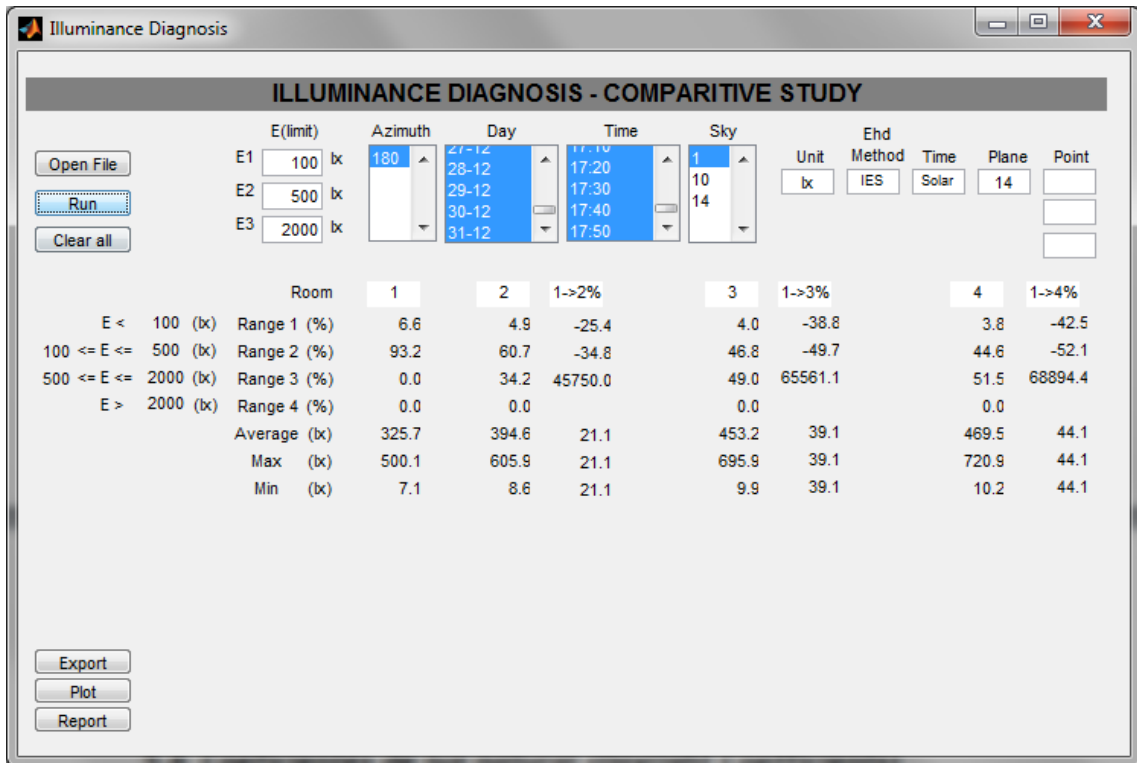 Illuminance Diagnosis
ILLUMINANCE DIAGNOSIS - COMPARITIVE STUDY
E(limit) Azimuth Day Time Sky Ehd
Open File E1 100 lx 180 27-12 17:10 1 Unit Method Time Plane Point
28-12 17:20 10 lx IES Solar 14
Run E2 500 lx 29-12 17:30 14
30-12 17:40
Clear all E3 2000 lx 31-12 17:50
Room 1 2 1->2% 3 1->3% 4 1->4%
E < 100 (lx) Range 1 (%) 6.6 4.9 -25.4 4.0 -38.8 3.8 -42.5
100 <= E <= 500 (lx) Range 2 (%) 93.2 60.7 -34.8 46.8 -49.7 44.6 -52.1
500 <= E <= 2000 (lx) Range 3 (%) 0.0 34.2 45750.0 49.0 65561.1 51.5 68894.4
E > 2000 (lx) Range 4 (%) 0.0 0.0 0.0 0.0
Average (lx) 325.7 394.6 21.1 453.2 39.1 469.5 44.1
Max (lx) 500.1 605.9 21.1 695.9 39.1 720.9 44.1
Min (lx) 7.1 8.6 21.1 9.9 39.1 10.2 44.1
Export
Plot
Report